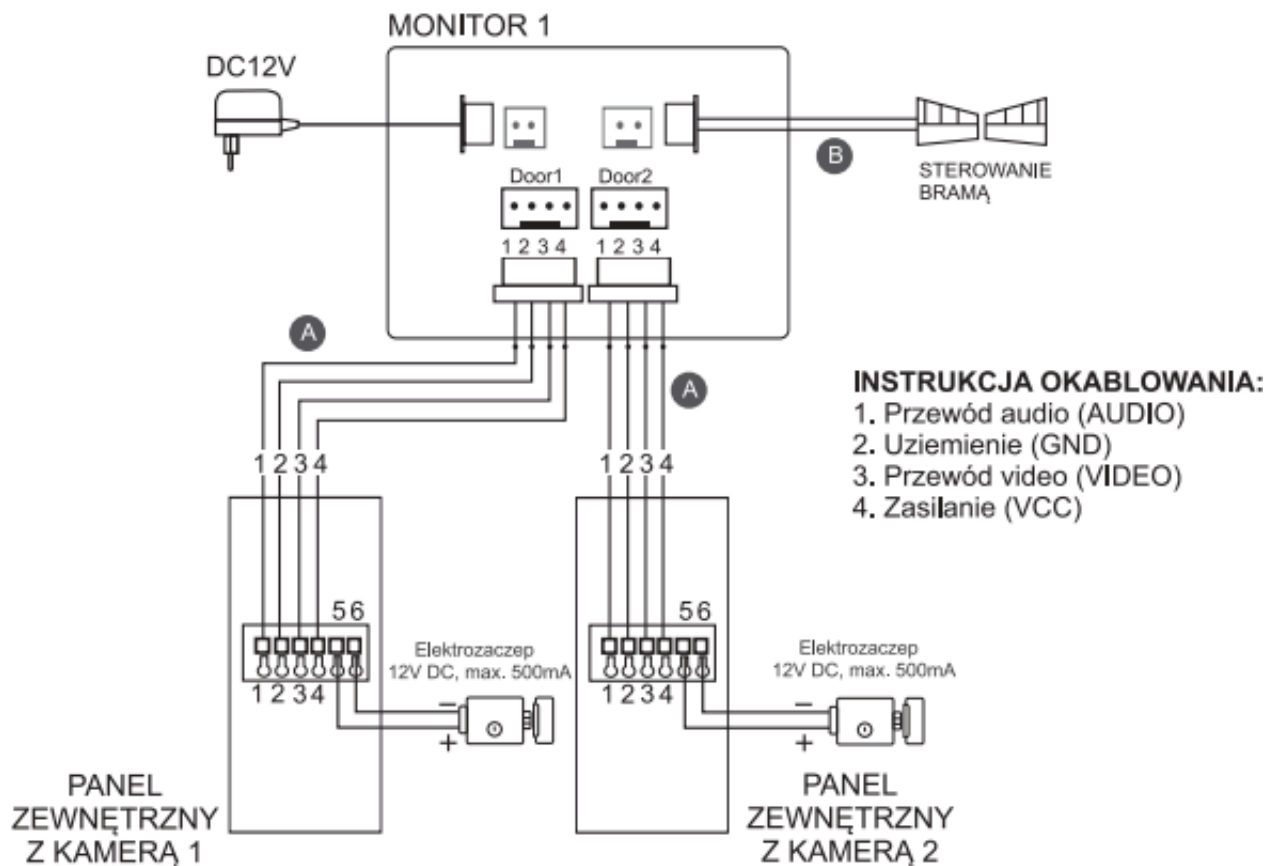 MONITOR 1
DC12V
B
STEROWANIE
BRAMĄ
Door1 Door2
1 2 3 4 1 2 3 4
A
A
INSTRUKCJA OKABLOWANIA:
1. Przewód audio (AUDIO)
2. Uziemienie (GND)
3. Przewód video (VIDEO)
4. Zasilanie (VCC)
1 2 3 4
1 2 3 4
5 6
1 2 3 4
Elektrozaczep
12V DC, max. 500mA
−
+
5 6
1 2 3 4
Elektrozaczep
12V DC, max. 500mA
−
+
PANEL
ZEWNĘTRZNY
Z KAMERĄ 1
PANEL
ZEWNĘTRZNY
Z KAMERĄ 2